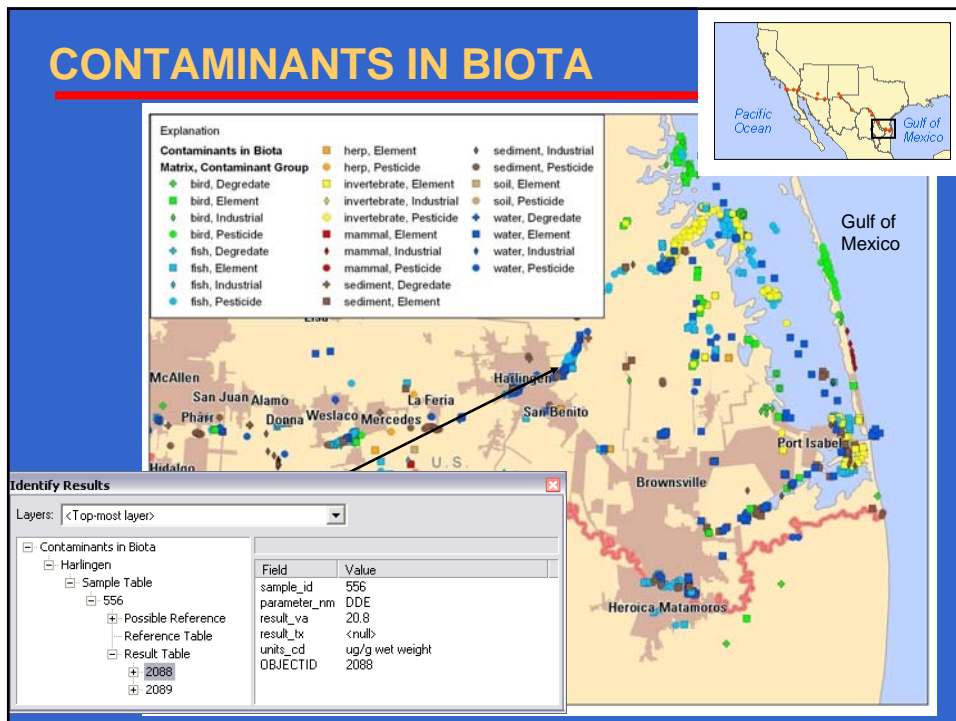 CONTAMINANTS IN BIOTA
Pacific
Ocean
Gulf of
Mexico
Explanation
Contaminants in Biota
Matrix, Contaminant Group
bird, Degredate
bird, Element
bird, Industrial
bird, Pesticide
fish, Degredate
fish, Element
fish, Industrial
fish, Pesticide
herp, Element
herp, Pesticide
invertebrate, Element
invertebrate, Industrial
invertebrate, Pesticide
mammal, Element
mammal, Industrial
mammal, Pesticide
sediment, Degredate
sediment, Element
sediment, Industrial
sediment, Pesticide
soil, Element
soil, Pesticide
water, Degredate
water, Element
water, Industrial
water, Pesticide
Gulf of
Mexico
McAllen
San Juan
Alamo
Pharr
Donna
Weslaco
Mercedes
La Feria
Harlingen
San Benito
Hidalgo
U.S.
Port Isabel
Brownsville
Heroica Matamoros
Identify Results
Layers: <Top-most layer>
Contaminants in Biota
Harlingen
Sample Table
556
Possible Reference
Reference Table
Result Table
2088
2089
Field Value
sample_id 556
parameter_nm DDE
result_va 20.8
result_tx <null>
units_cd ug/g wet weight
OBJECTID 2088